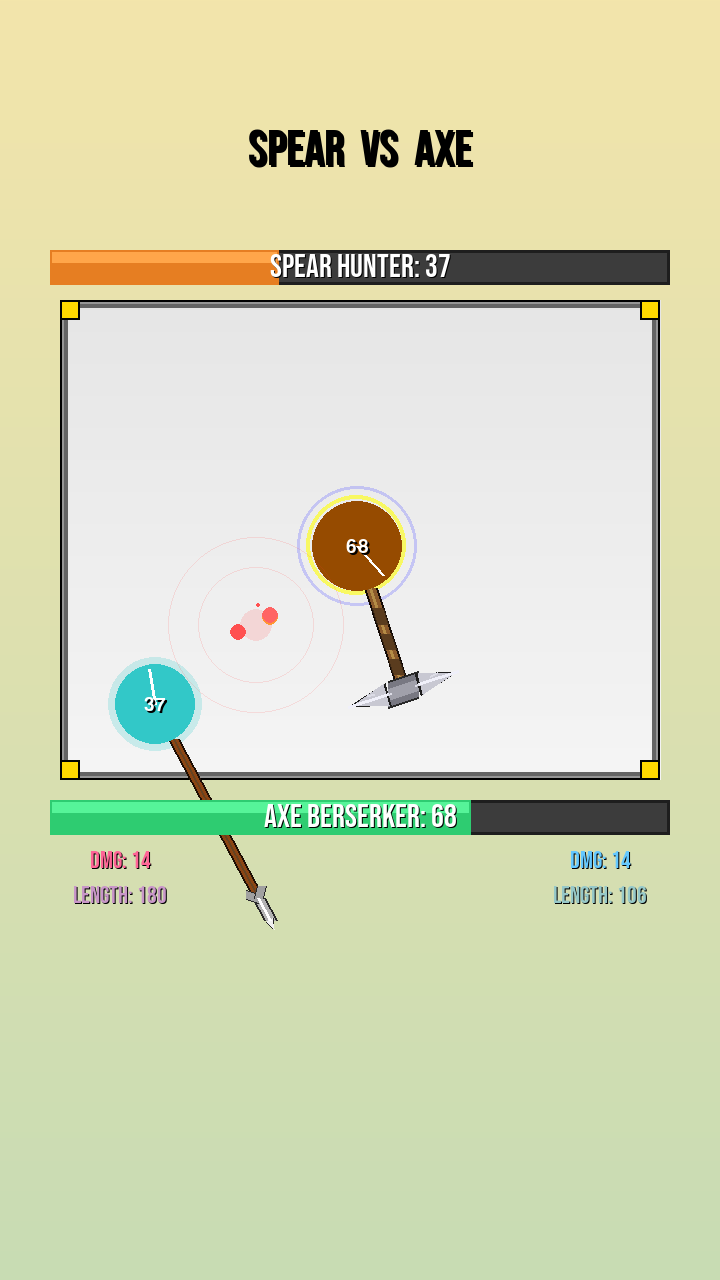 SPEAR VS AXE
SPEAR HUNTER: 37
68
37
AXE BERSERKER: 68
DMG: 14
DMG: 14
LENGTH: 180
LENGTH: 106